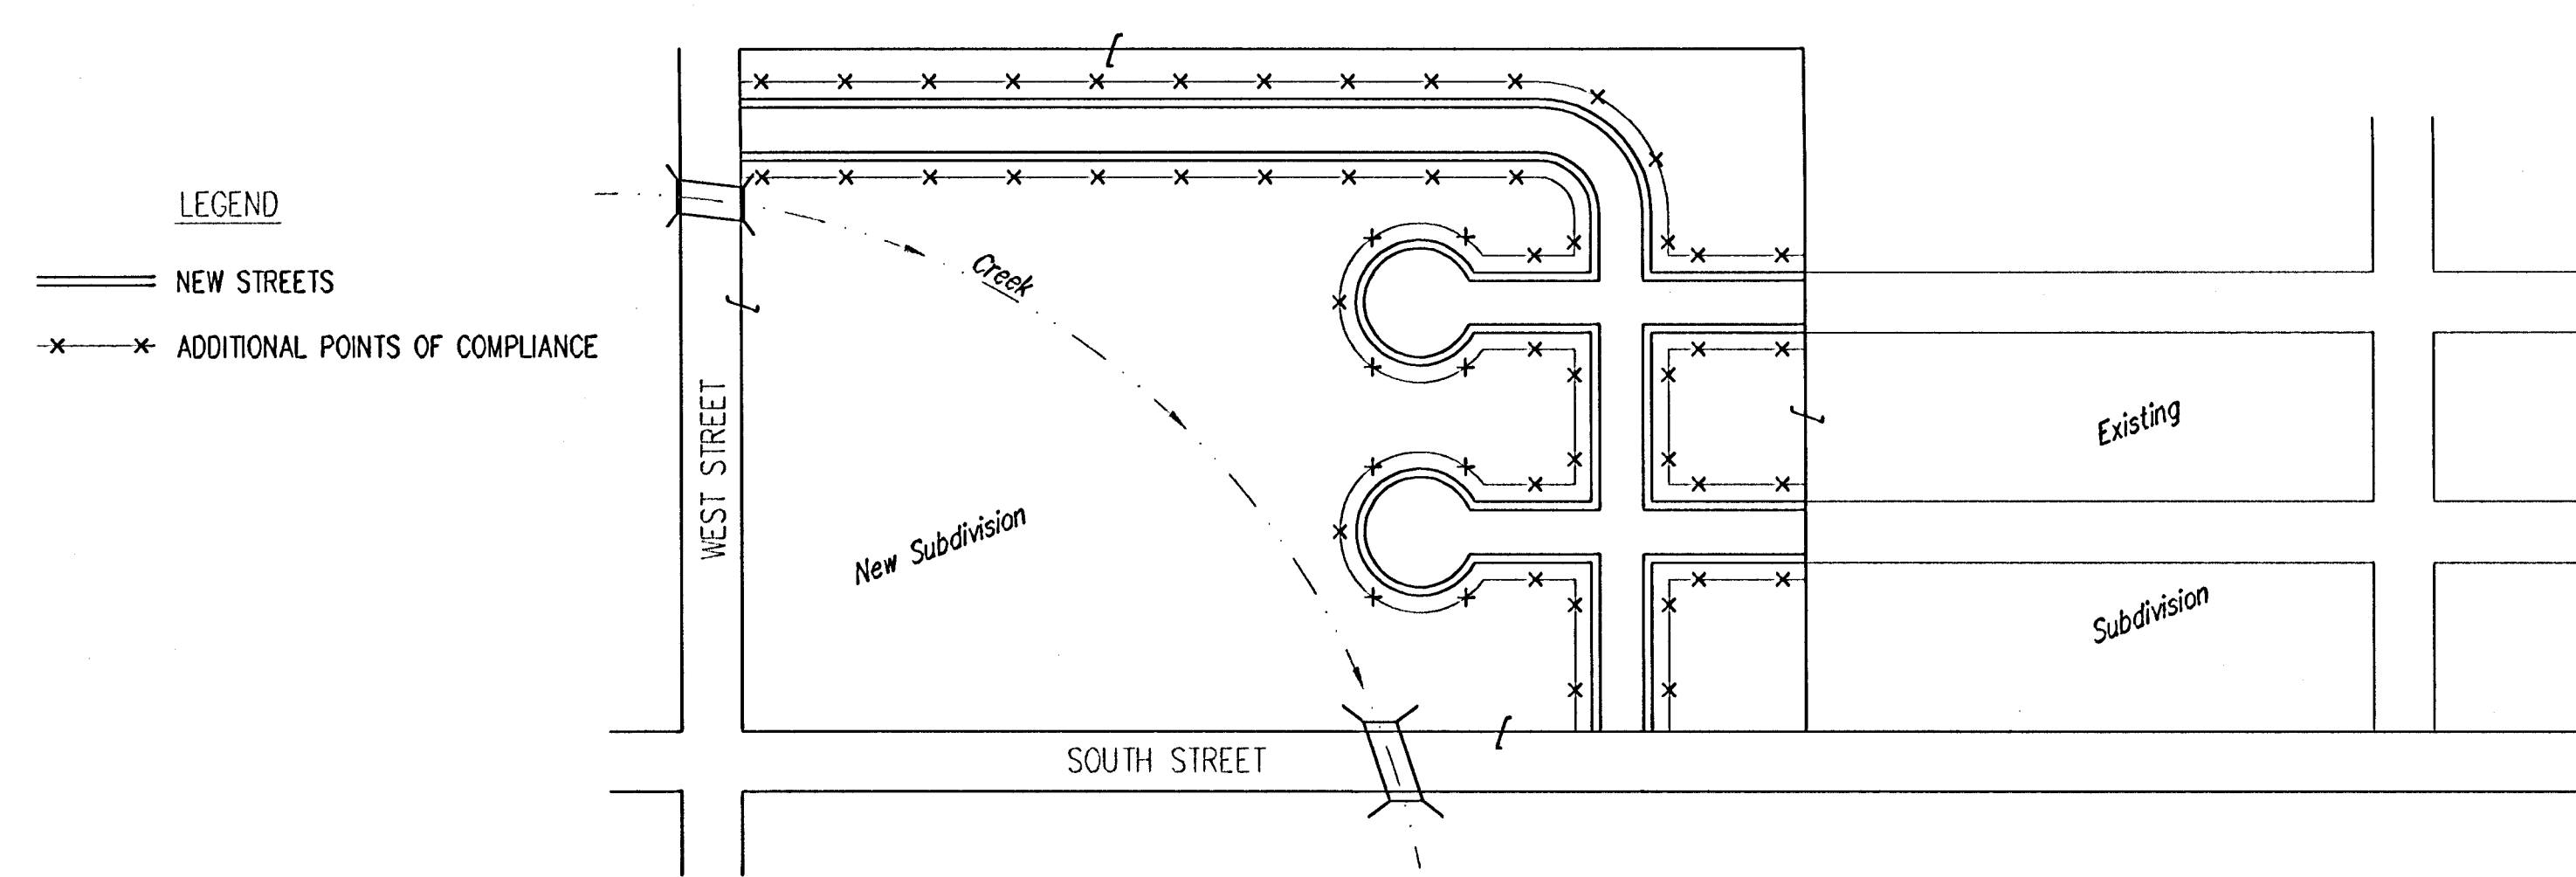 LEGEND
NEW STREETS
ADDITIONAL POINTS OF COMPLIANCE
WEST STREET
Creek
New Subdivision
SOUTH STREET
Existing
Subdivision